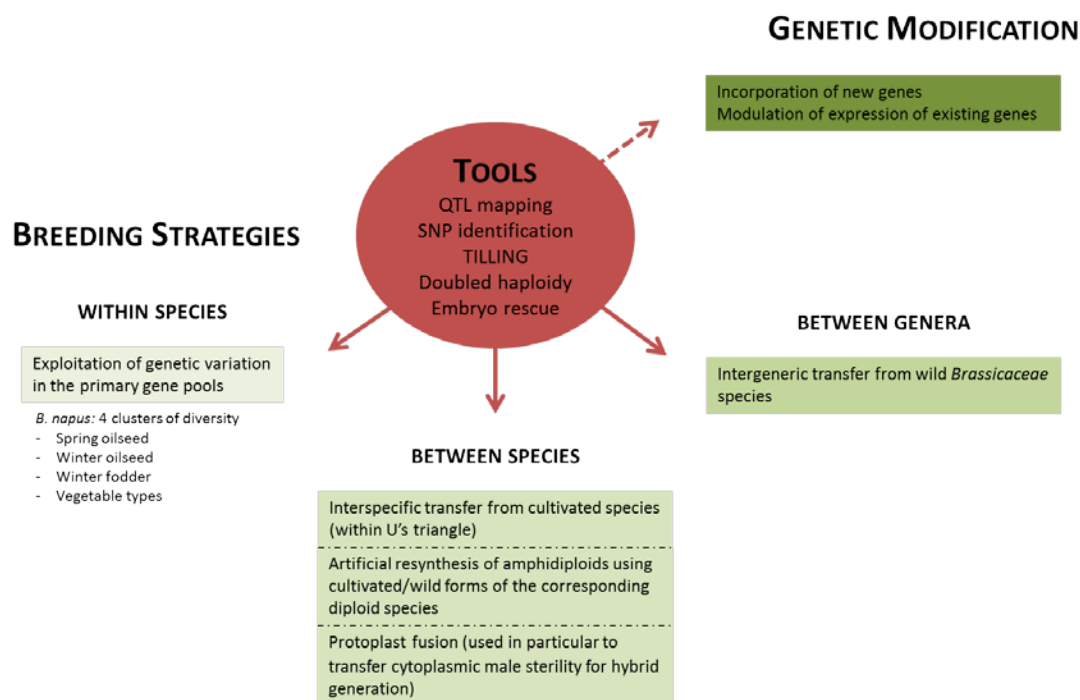 GENETIC MODIFICATION
Incorporation of new genes
Modulation of expression of existing genes
TOOLS
QTL mapping
SNP identification
TILLING
Doubled haploidy
Embryo rescue
BREEDING STRATEGIES
WITHIN SPECIES
Exploitation of genetic variation
in the primary gene pools
B. napus: 4 clusters of diversity
- Spring oilseed
- Winter oilseed
- Winter fodder
- Vegetable types
BETWEEN SPECIES
Interspecific transfer from cultivated species
(within U's triangle)
Artificial resynthesis of amphidiploids using
cultivated/wild forms of the corresponding
diploid species
Protoplast fusion (used in particular to
transfer cytoplasmic male sterility for hybrid
generation)
BETWEEN GENERA
Intergeneric transfer from wild Brassicaceae
species